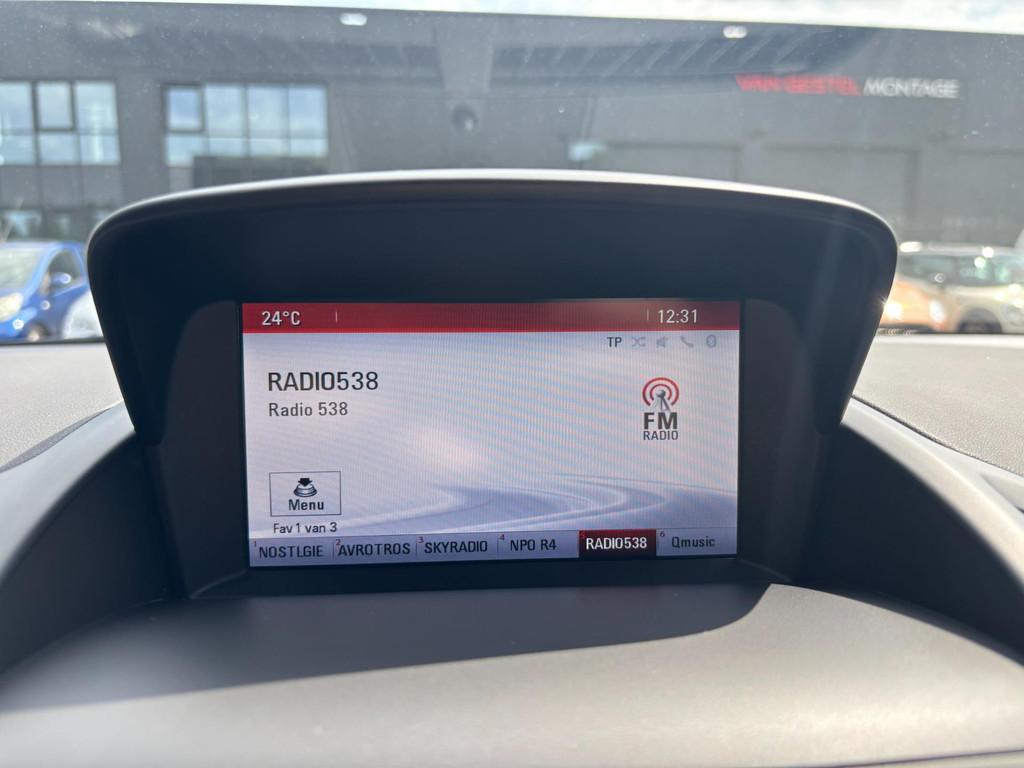 VAN GESTEL MONTAGE
24°C 12:31
TP
RADIO538
Radio 538
FM
RADIO
Menu
Fav 1 van 3
1 NOSTLGIE 2 AVROTROS 3 SKYRADIO 4 NPO R4 5 RADIO538 6 Qmusic